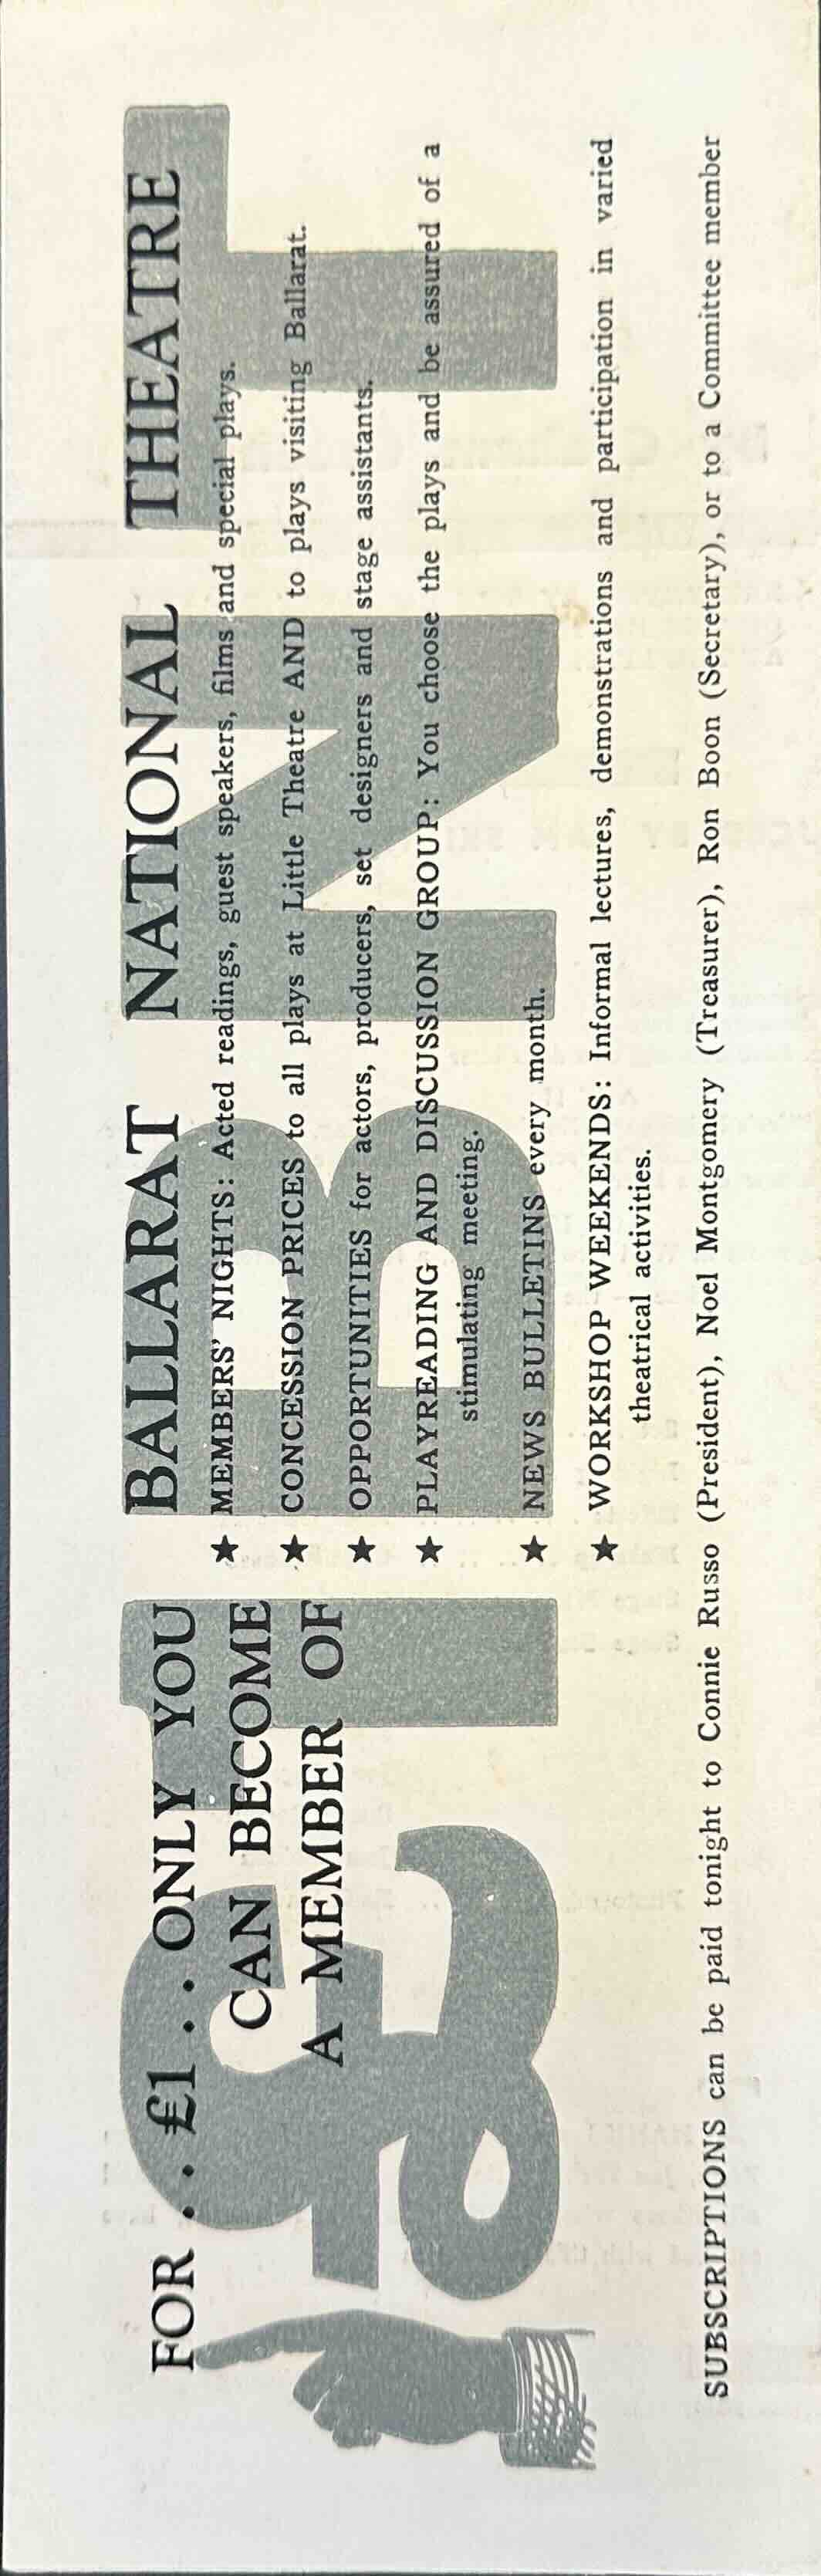 FOR . . £1 . . . ONLY YOU
CAN BECOME
A MEMBER OF
£1
BNT
BALLARAT NATIONAL THEATRE
★ MEMBERS' NIGHTS: Acted readings, guest speakers, films and special plays.
★ CONCESSION PRICES to all plays at Little Theatre AND to plays visiting Ballarat.
★ OPPORTUNITIES for actors, producers, set designers and stage assistants.
★ PLAYREADING AND DISCUSSION GROUP: You choose the plays and be assured of a
stimulating meeting.
★ NEWS BULLETINS every month.
★ WORKSHOP WEEKENDS: Informal lectures, demonstrations and participation in varied
theatrical activities.
SUBSCRIPTIONS can be paid tonight to Connie Russo (President), Noel Montgomery (Treasurer), Ron Boon (Secretary), or to a Committee member